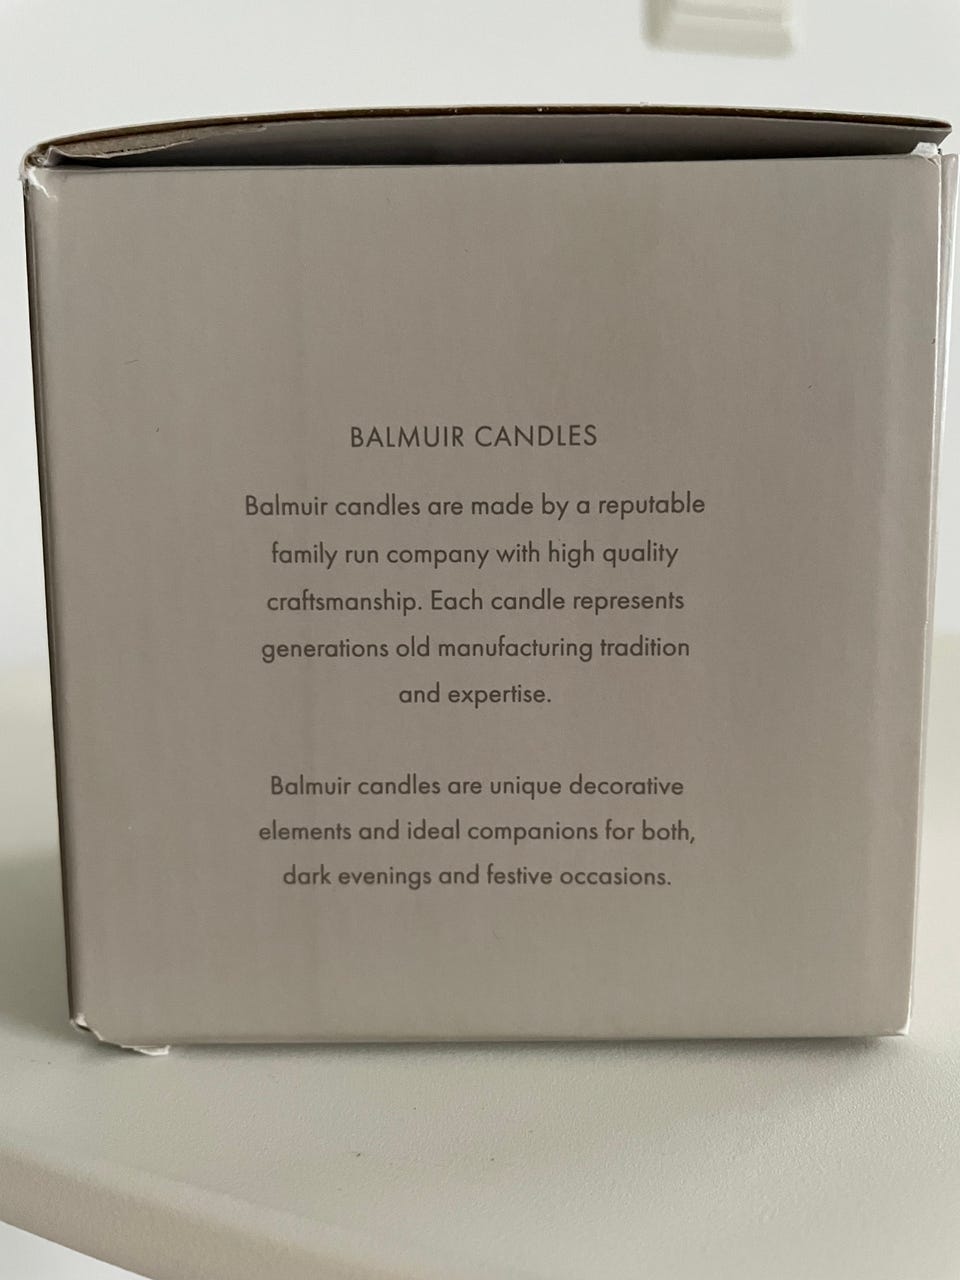 BALMUIR CANDLES
Balmuir candles are made by a reputable
family run company with high quality
craftsmanship. Each candle represents
generations old manufacturing tradition
and expertise.
Balmuir candles are unique decorative
elements and ideal companions for both,
dark evenings and festive occasions.